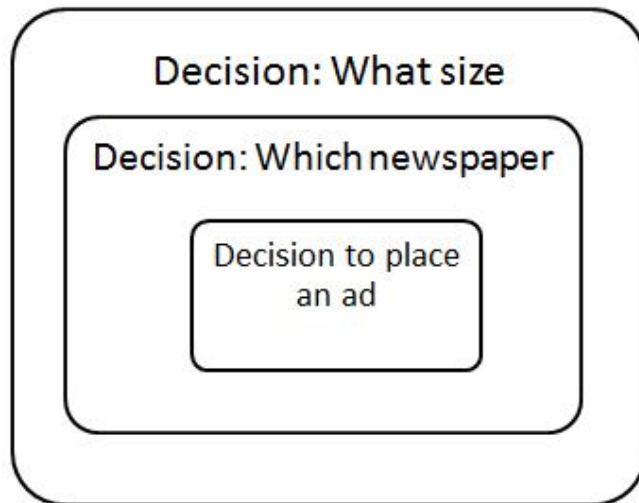 Decision: What size
Decision: Which newspaper
Decision to place
an ad